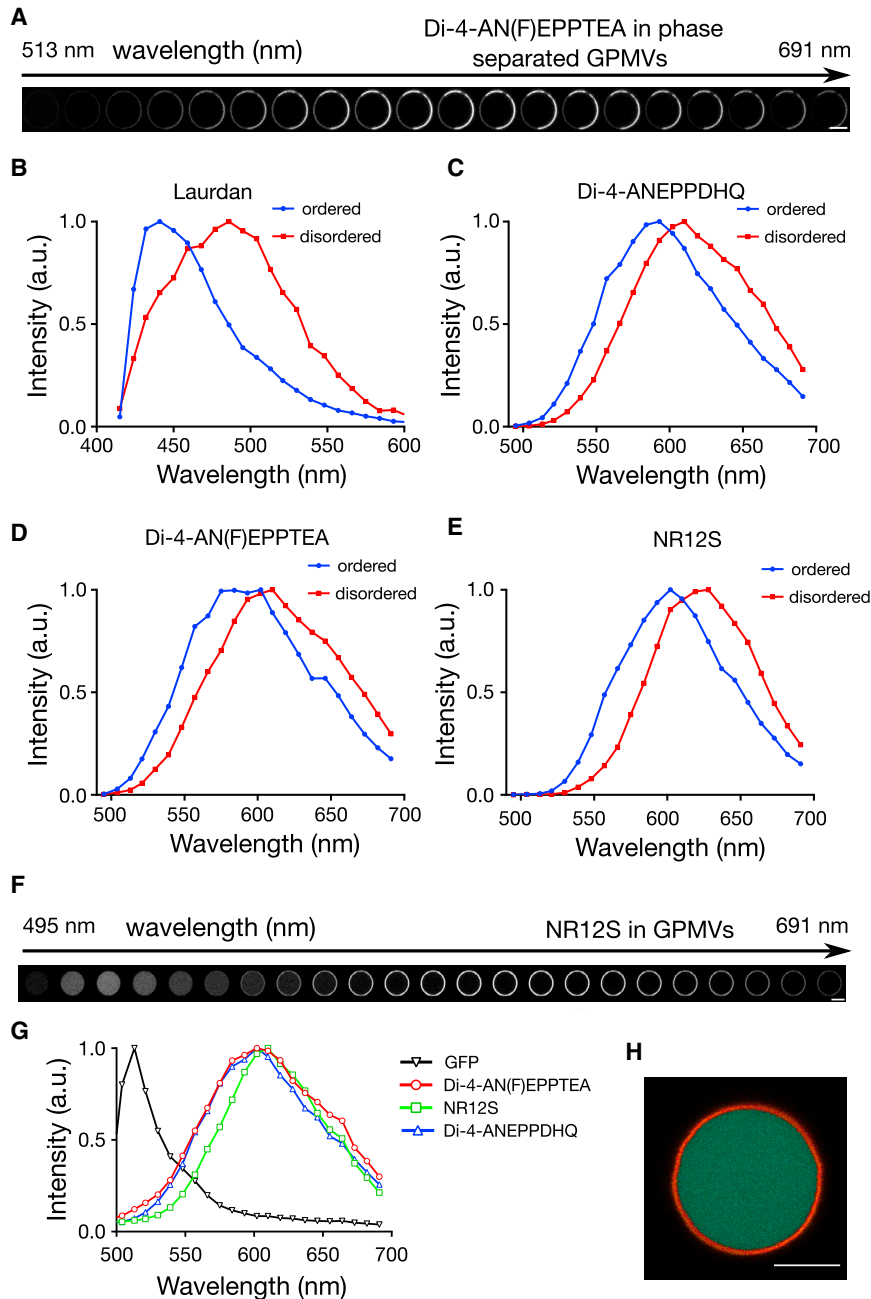 A
Di-4-AN(F)EPPTEA in phase
separated GPMVs
513 nm wavelength (nm) 691 nm
B
Laurdan
ordered
disordered
Intensity (a.u.)
1.0
0.5
0.0
400 450 500 550 600
Wavelength (nm)
C
Di-4-ANEPPDHQ
ordered
disordered
Intensity (a.u.)
1.0
0.5
0.0
500 550 600 650 700
Wavelength (nm)
D
Di-4-AN(F)EPPTEA
ordered
disordered
Intensity (a.u.)
1.0
0.5
0.0
500 550 600 650 700
Wavelength (nm)
E
NR12S
ordered
disordered
Intensity (a.u.)
1.0
0.5
0.0
500 550 600 650 700
Wavelength (nm)
F
495 nm wavelength (nm) NR12S in GPMVs 691 nm
G
Intensity (a.u.)
1.0
0.5
0.0
500 550 600 650 700
Wavelength (nm)
GFP
Di-4-AN(F)EPPTEA
NR12S
Di-4-ANEPPDHQ
H